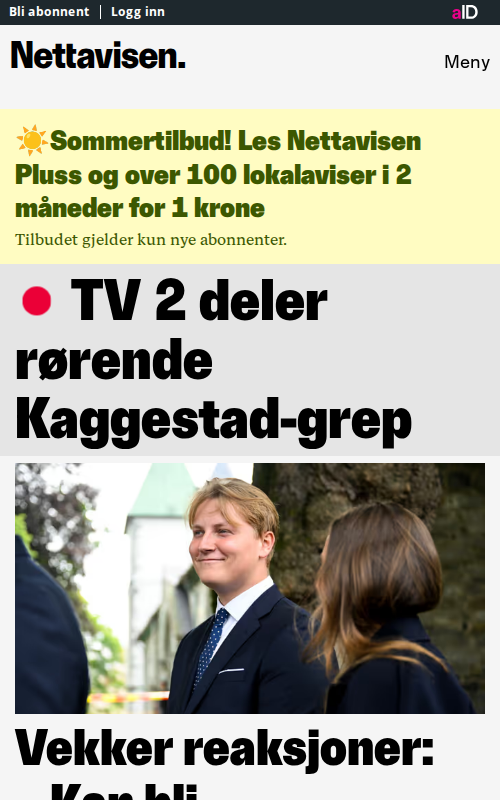 Bli abonnent | Logg inn
aID
Nettavisen.
Meny
☀️Sommertilbud! Les Nettavisen
Pluss og over 100 lokalaviser i 2
måneder for 1 krone
Tilbudet gjelder kun nye abonnenter.
TV 2 deler
rørende
Kaggestad-grep
Vekker reaksjoner: